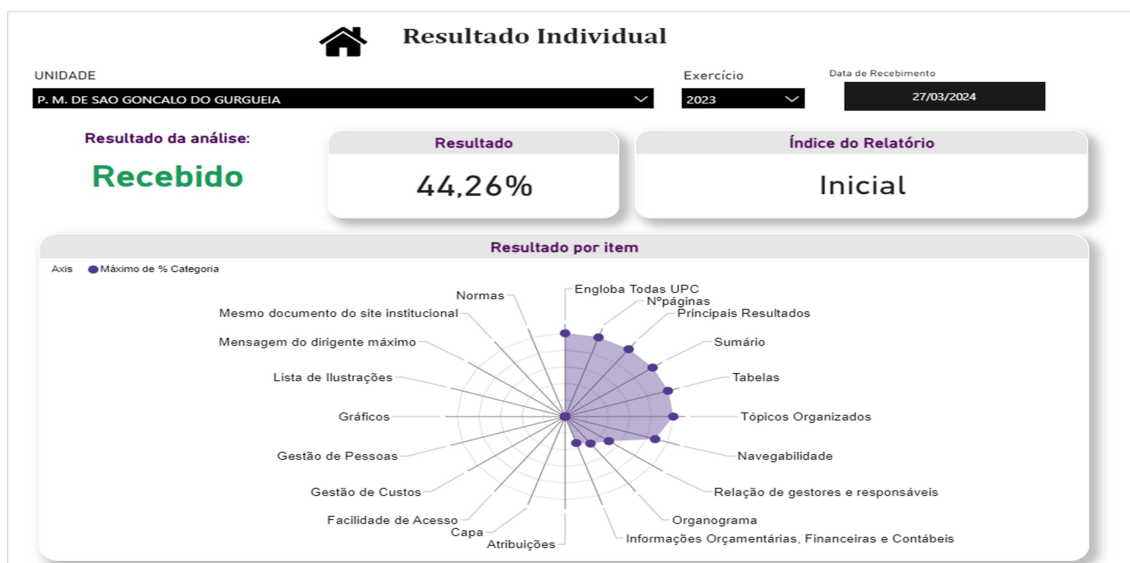 Resultado Individual
UNIDADE
Exercício
Data de Recebimento
P. M. DE SAO GONCALO DO GURGUEIA
2023
27/03/2024
Resultado da análise:
Recebido
Resultado
44,26%
Índice do Relatório
Inicial
Resultado por item
Axis
Máximo de % Categoria
Engloba Todas UPC
Nºpáginas
Principais Resultados
Sumário
Tabelas
Tópicos Organizados
Navegabilidade
Relação de gestores e responsáveis
Organograma
Informações Orçamentárias, Financeiras e Contábeis
Atribuições
Capa
Facilidade de Acesso
Gestão de Custos
Gestão de Pessoas
Gráficos
Lista de Ilustrações
Mensagem do dirigente máximo
Mesmo documento do site institucional
Normas